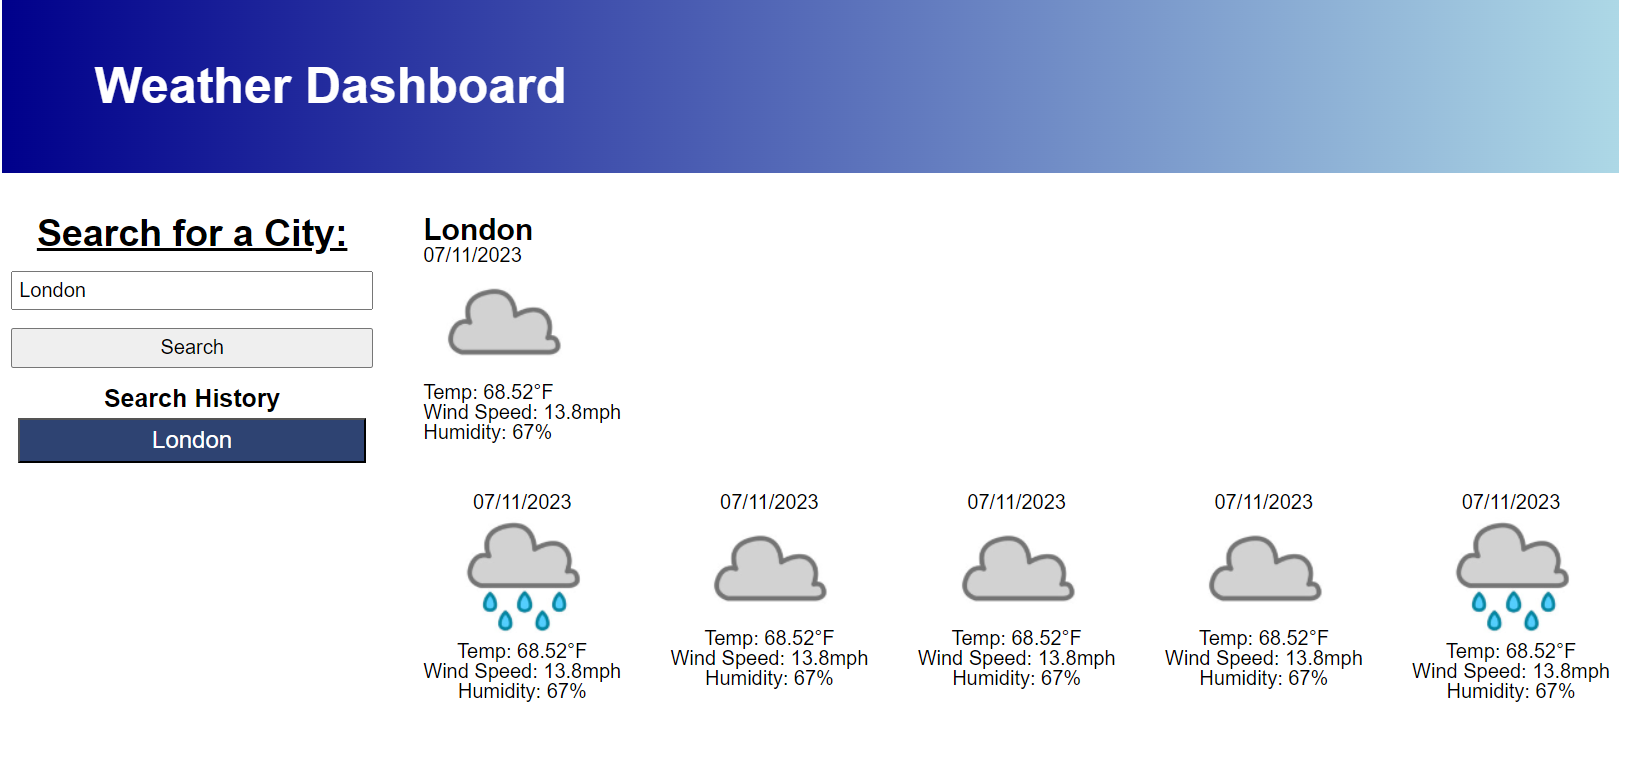 Weather Dashboard
Search for a City:
London
Search
Search History
London
London
07/11/2023
Temp: 68.52°F
Wind Speed: 13.8mph
Humidity: 67%
07/11/2023
Temp: 68.52°F
Wind Speed: 13.8mph
Humidity: 67%
07/11/2023
Temp: 68.52°F
Wind Speed: 13.8mph
Humidity: 67%
07/11/2023
Temp: 68.52°F
Wind Speed: 13.8mph
Humidity: 67%
07/11/2023
Temp: 68.52°F
Wind Speed: 13.8mph
Humidity: 67%
07/11/2023
Temp: 68.52°F
Wind Speed: 13.8mph
Humidity: 67%